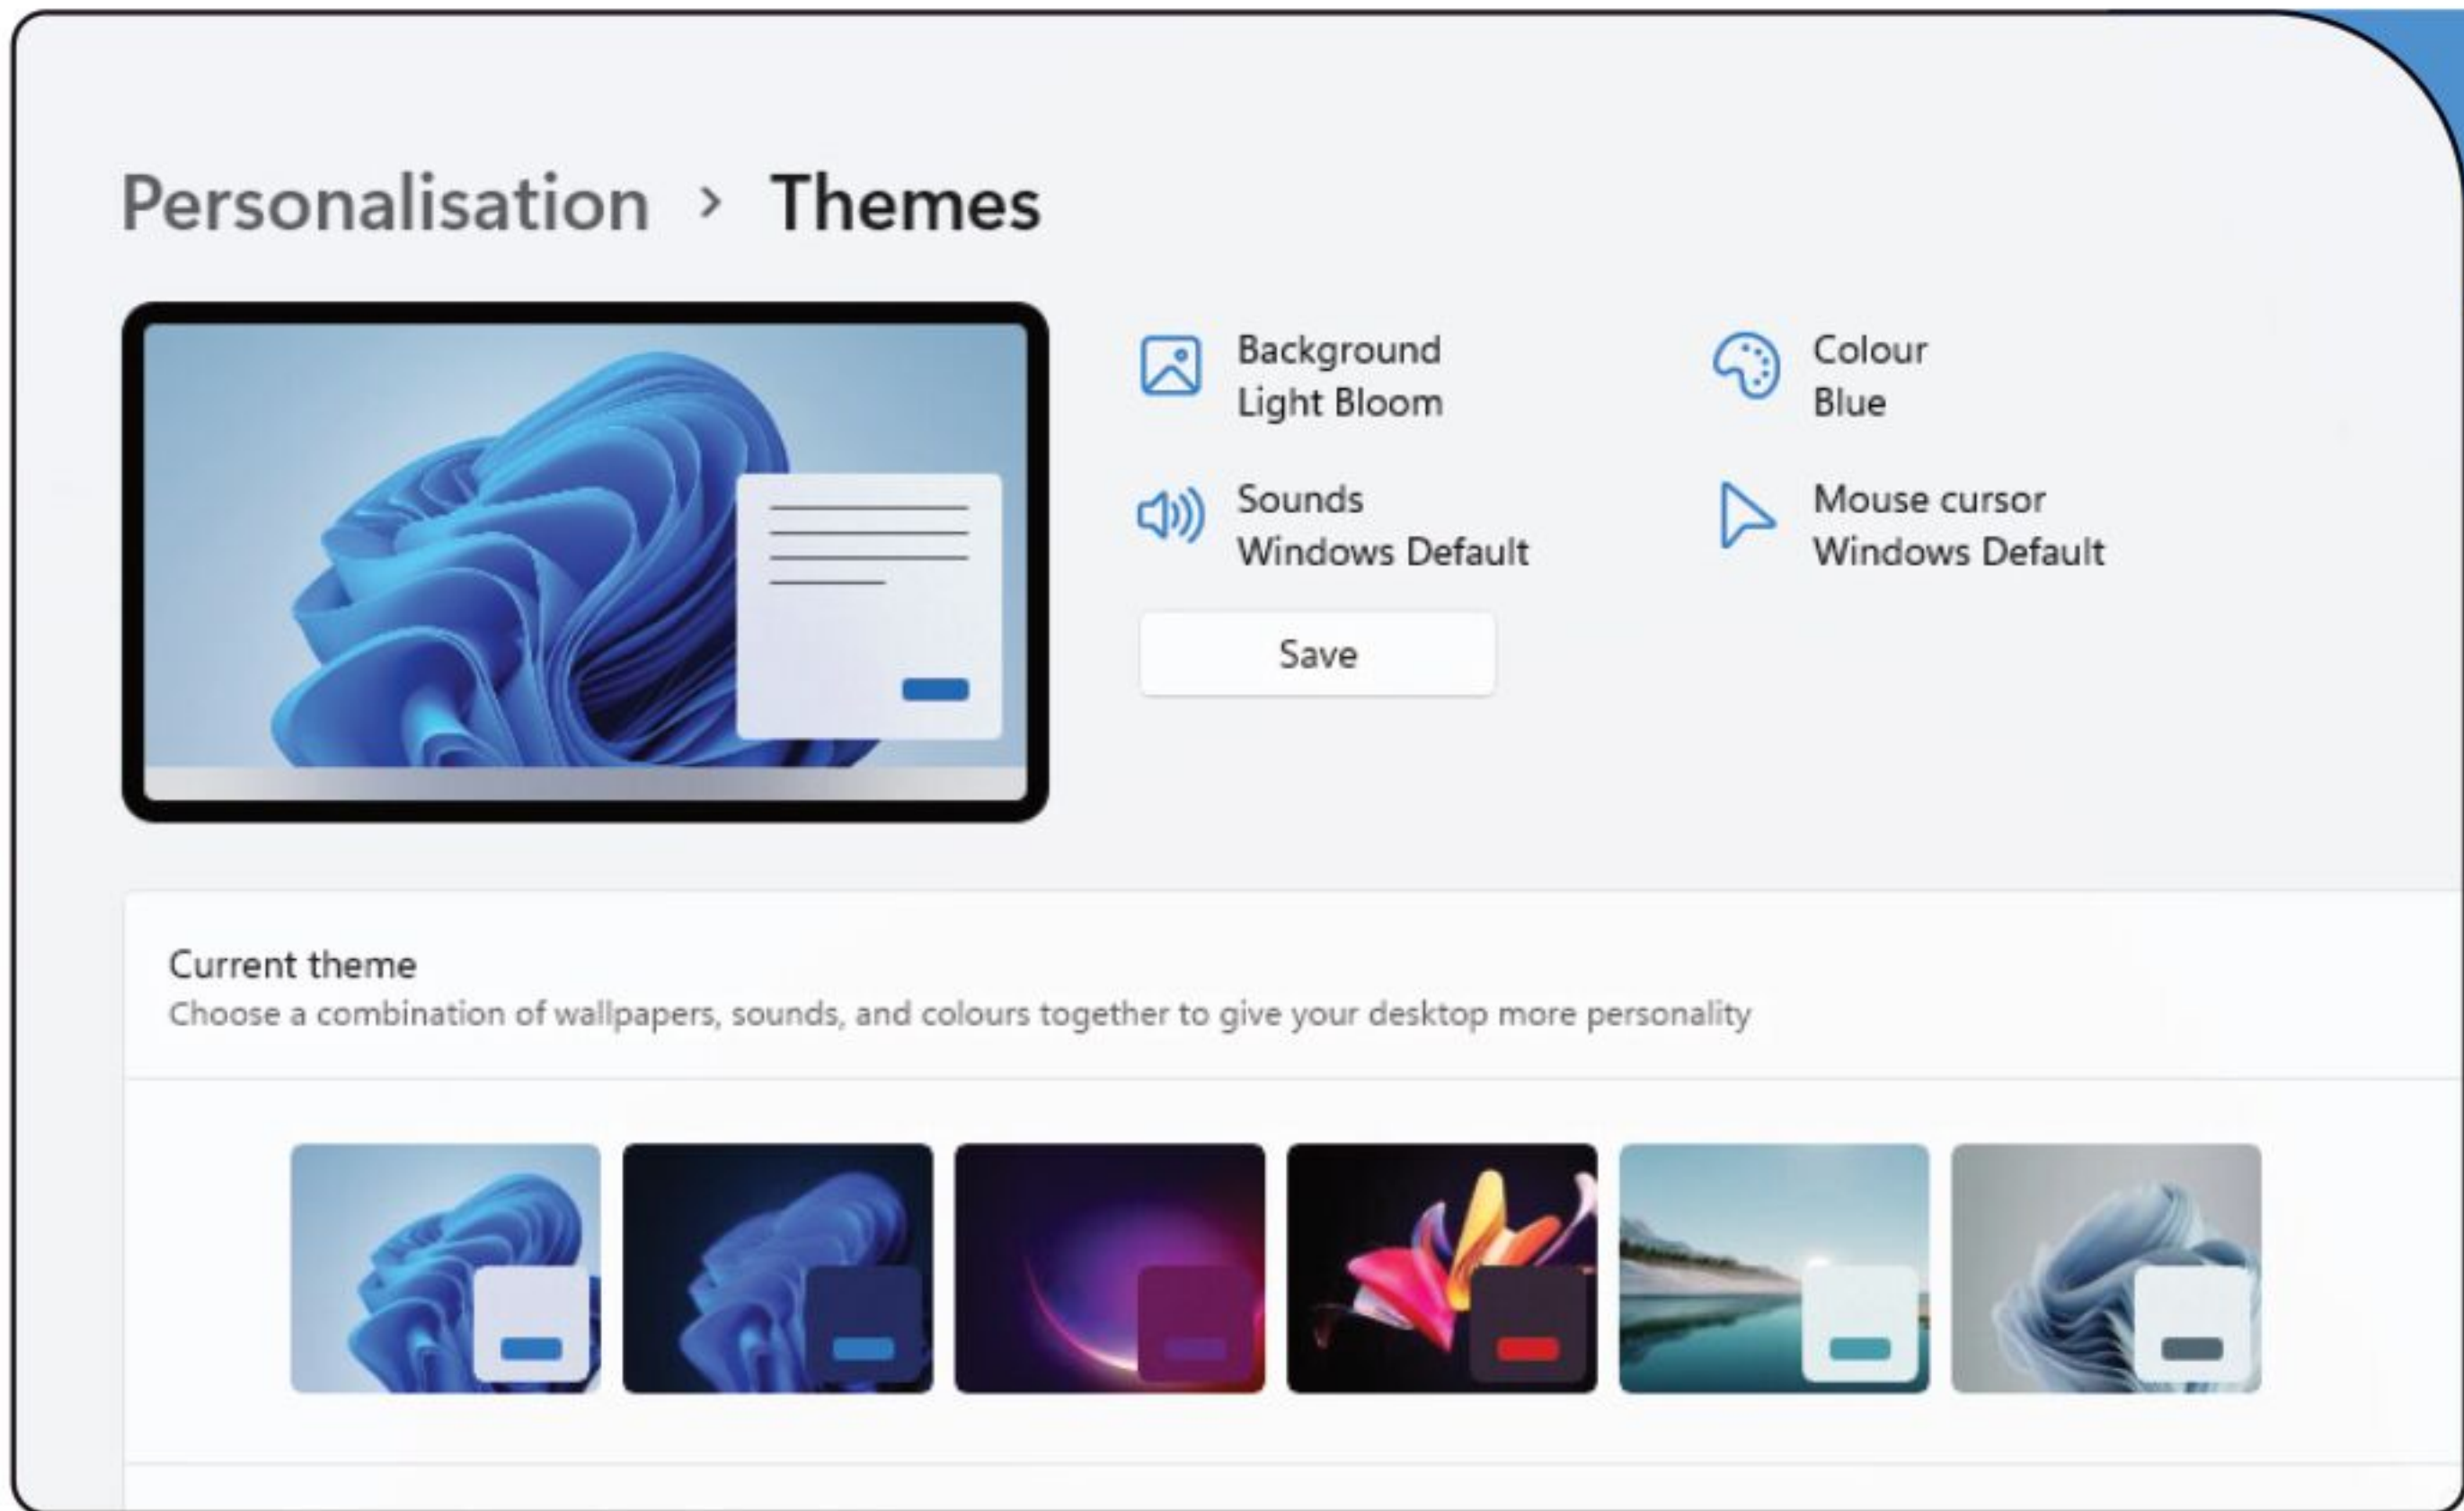 Personalisation > Themes
Background
Light Bloom
Colour
Blue
Sounds
Windows Default
Mouse cursor
Windows Default
Save
Current theme
Choose a combination of wallpapers, sounds, and colours together to give your desktop more personality